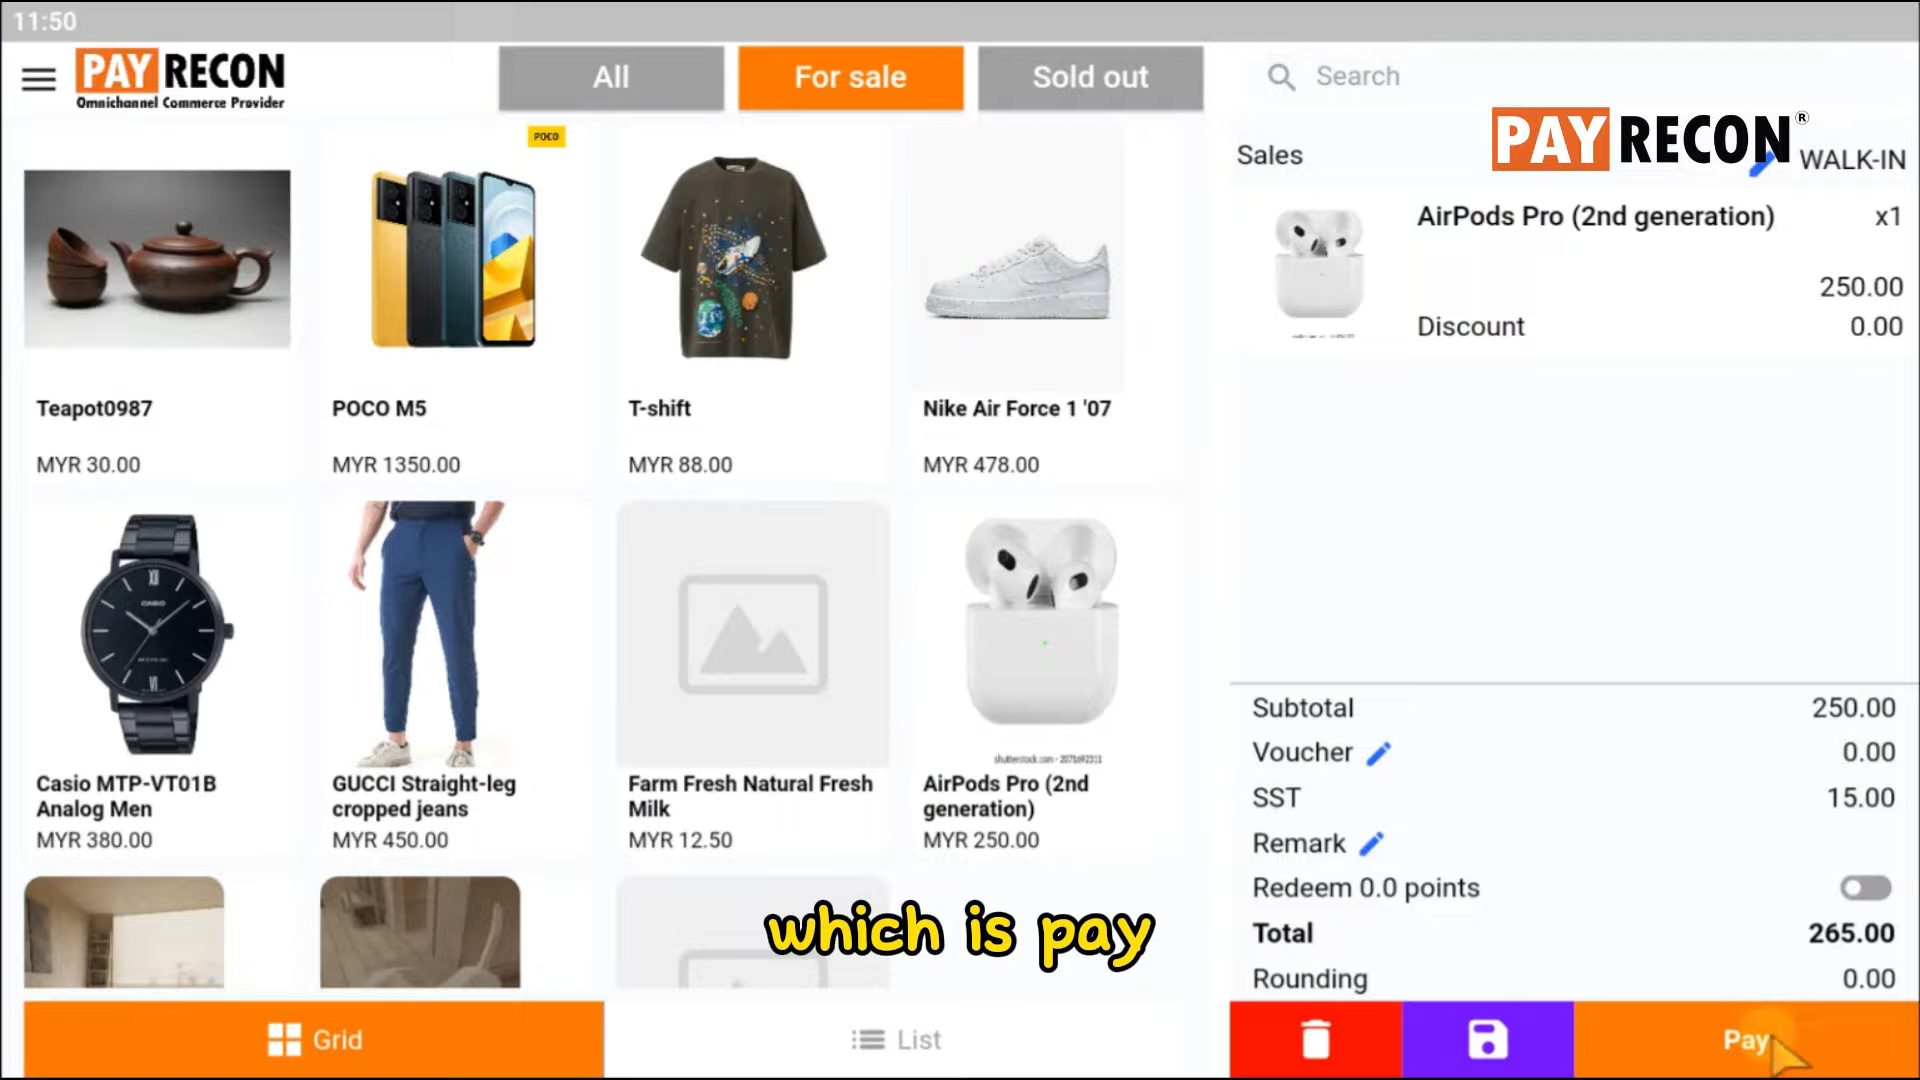 11:50
PAY RECON
Omnichannel Commerce Provider
All
For sale
Sold out
Search
PAY RECON®
Sales
WALK-IN
AirPods Pro (2nd generation)
x1
250.00
Discount
0.00
POCO
Teapot0987
MYR 30.00
POCO M5
MYR 1350.00
T-shift
MYR 88.00
Nike Air Force 1 '07
MYR 478.00
CASIO
Casio MTP-VT01B
Analog Men
MYR 380.00
GUCCI Straight-leg
cropped jeans
MYR 450.00
Farm Fresh Natural Fresh
Milk
MYR 12.50
shutterstock.com · 2071692311
AirPods Pro (2nd
generation)
MYR 250.00
Subtotal
250.00
Voucher
0.00
SST
15.00
Remark
Redeem 0.0 points
Total
265.00
Rounding
0.00
which is pay
Grid
List
Pay